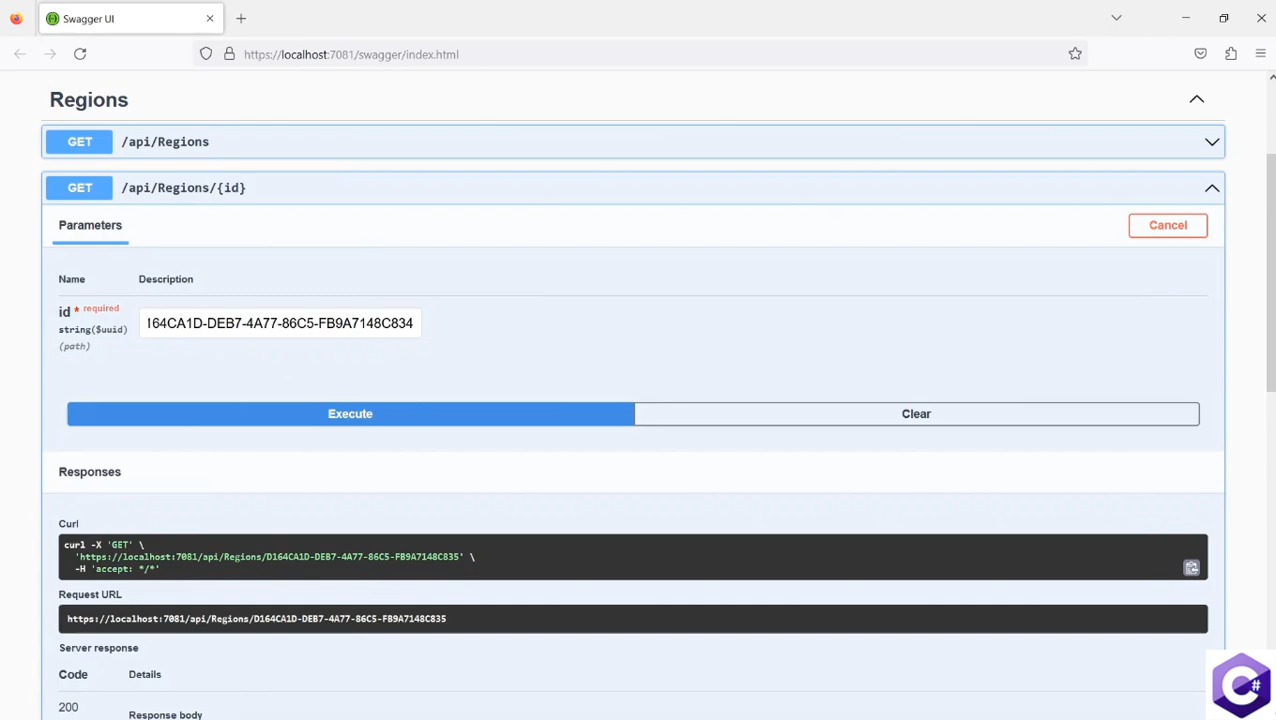 Swagger UI
https://localhost:7081/swagger/index.html
Regions
GET /api/Regions
GET /api/Regions/{id}
Parameters
Cancel
Name Description
id * required
164CA1D-DEB7-4A77-86C5-FB9A7148C834
string($uuid)
(path)
Execute Clear
Responses
Curl
curl -X 'GET' \
'https://localhost:7081/api/Regions/D164CA1D-DEB7-4A77-86C5-FB9A7148C835' \
-H 'accept: */*'
Request URL
https://localhost:7081/api/Regions/D164CA1D-DEB7-4A77-86C5-FB9A7148C835
Server response
Code Details
200
Response body
C#